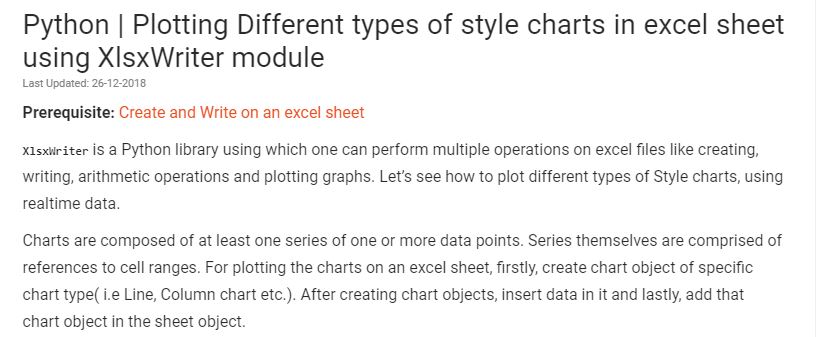 Python | Plotting Different types of style charts in excel sheet
using XlsxWriter module
Last Updated: 26-12-2018
Prerequisite: Create and Write on an excel sheet
XlsxWriter is a Python library using which one can perform multiple operations on excel files like creating,
writing, arithmetic operations and plotting graphs. Let’s see how to plot different types of Style charts, using
realtime data.
Charts are composed of at least one series of one or more data points. Series themselves are comprised of
references to cell ranges. For plotting the charts on an excel sheet, firstly, create chart object of specific
chart type( i.e Line, Column chart etc.). After creating chart objects, insert data in it and lastly, add that
chart object in the sheet object.